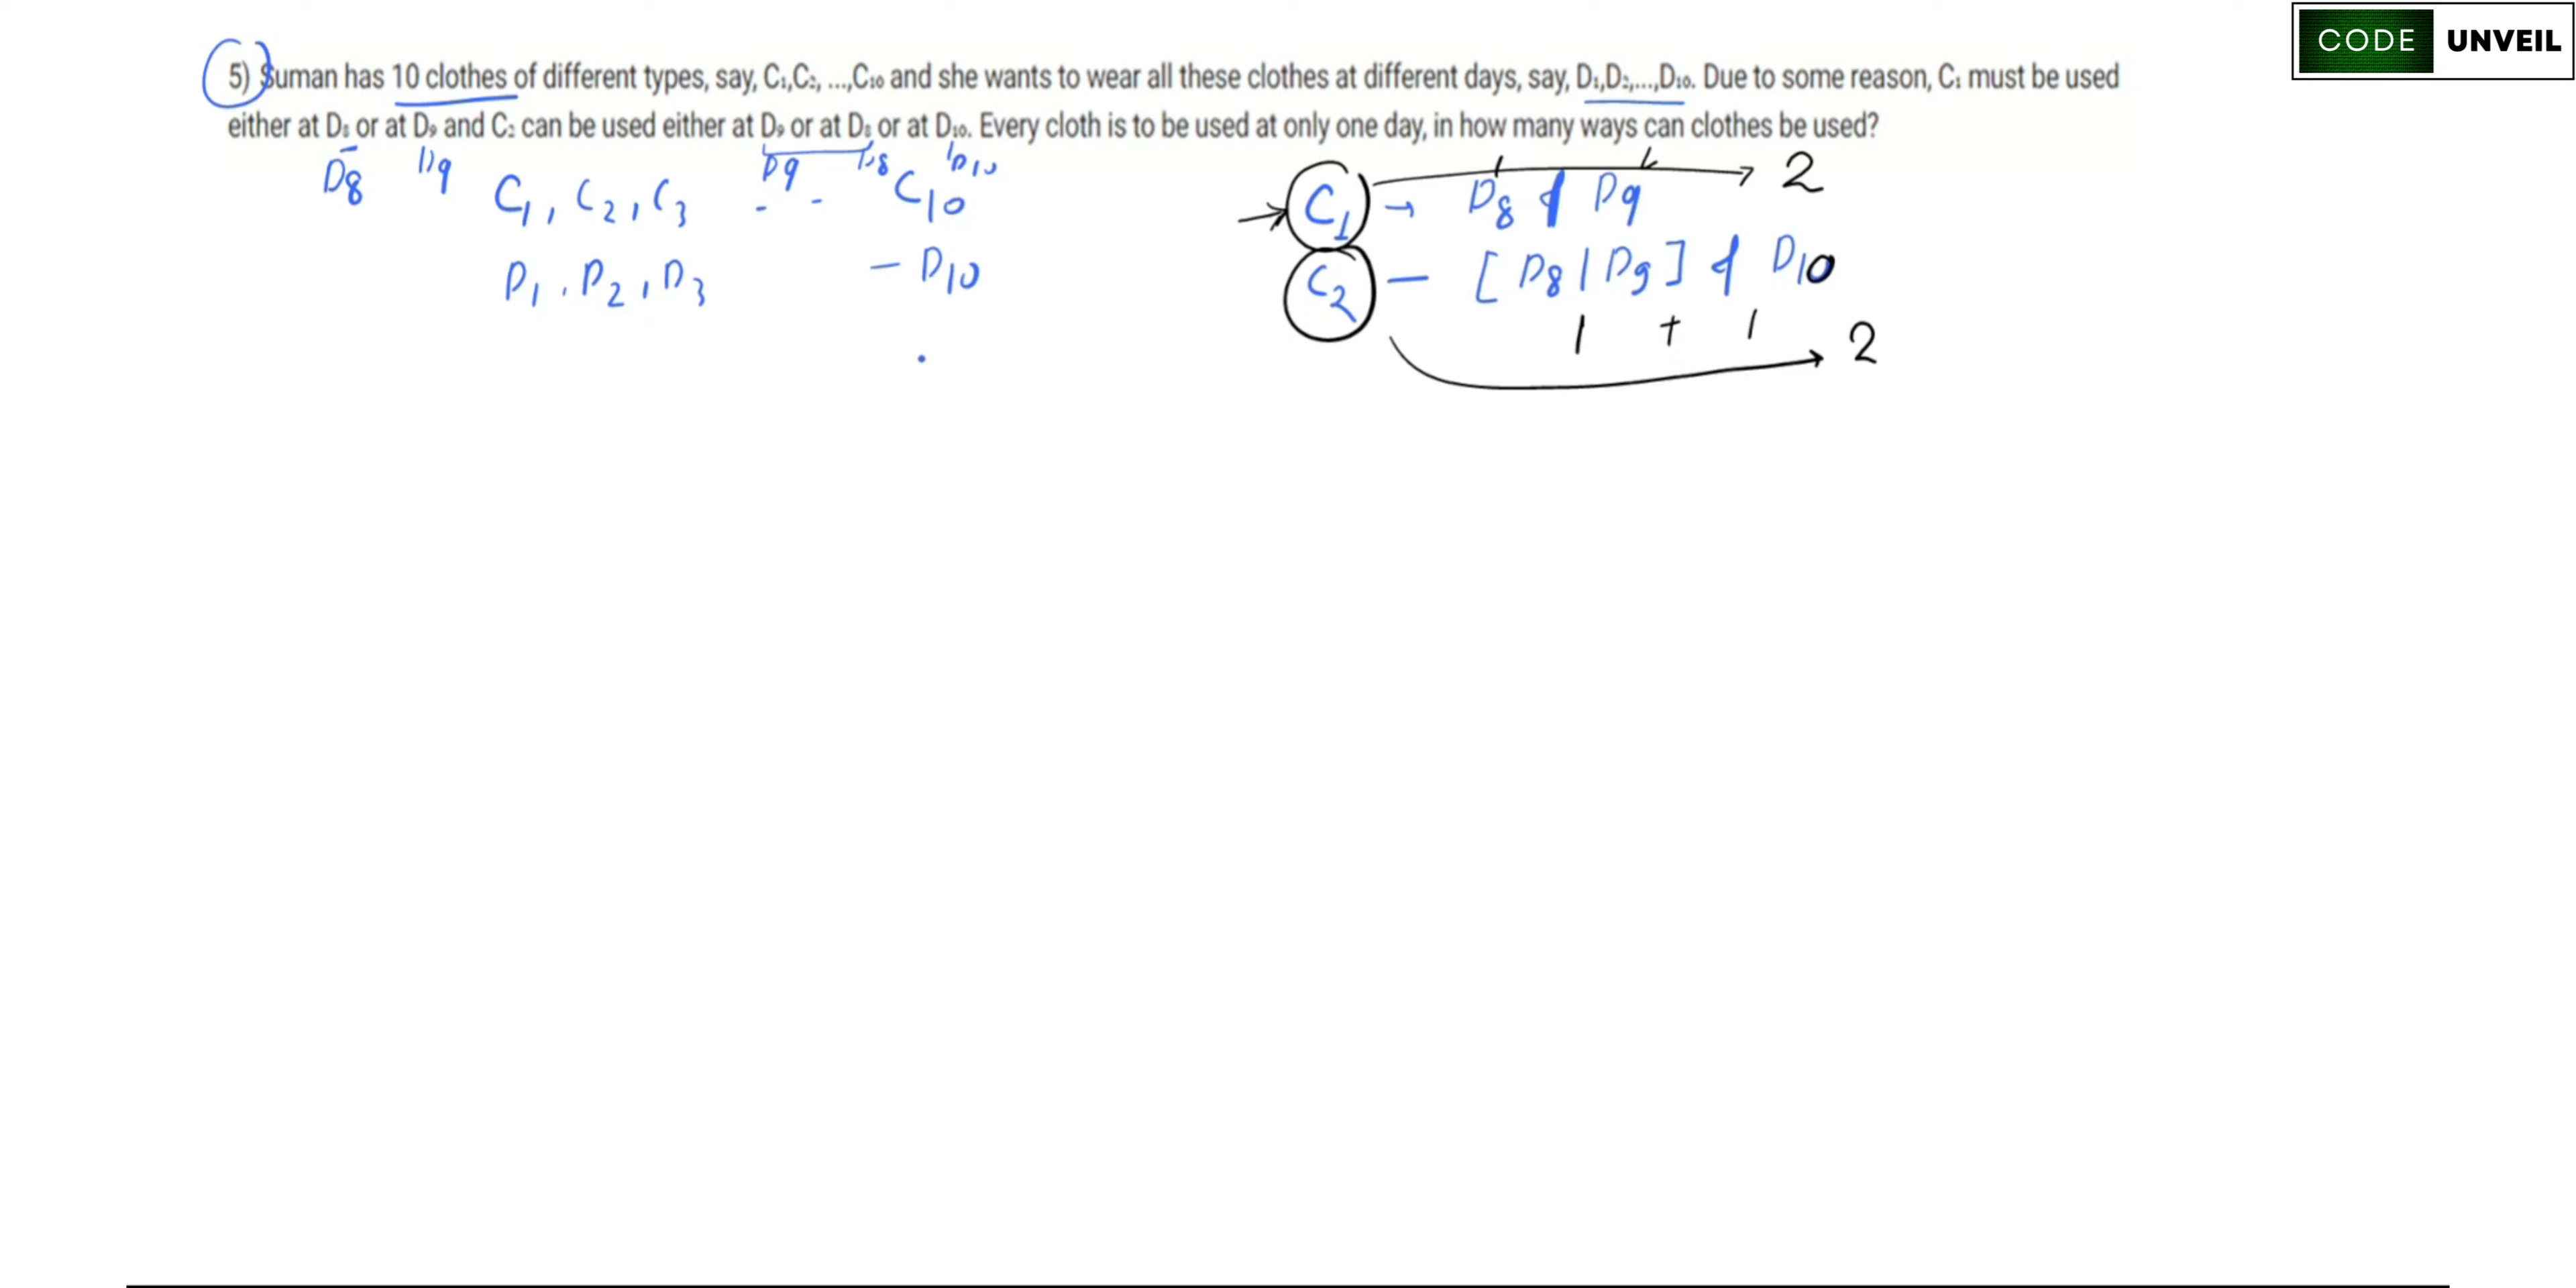 CODE UNVEIL
5) Suman has 10 clothes of different types, say, C₁,C₂, ...,C₁₀ and she wants to wear all these clothes at different days, say, D₁,D₂,...,D₁₀. Due to some reason, C₁ must be used
either at D₈ or at D₉ and C₂ can be used either at D₉ or at D₈ or at D₁₀. Every cloth is to be used at only one day, in how many ways can clothes be used?
D8 D9 D9 D8 D10
C1, C2, C3 - - C10
D1, D2, D3 - D10
C1 → D8 & D9 → 2
C2 - [D8 | D9] & D10
1 + 1 → 2